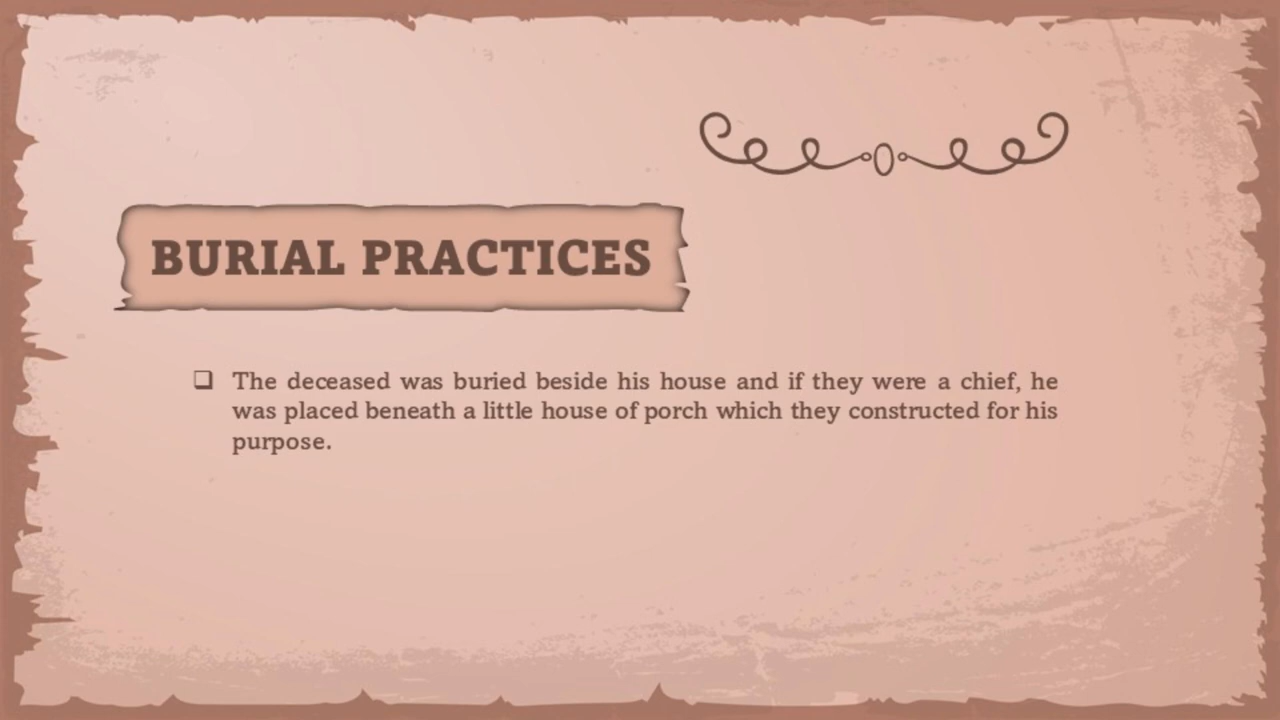 BURIAL PRACTICES
❑ The deceased was buried beside his house and if they were a chief, he
was placed beneath a little house of porch which they constructed for his
purpose.